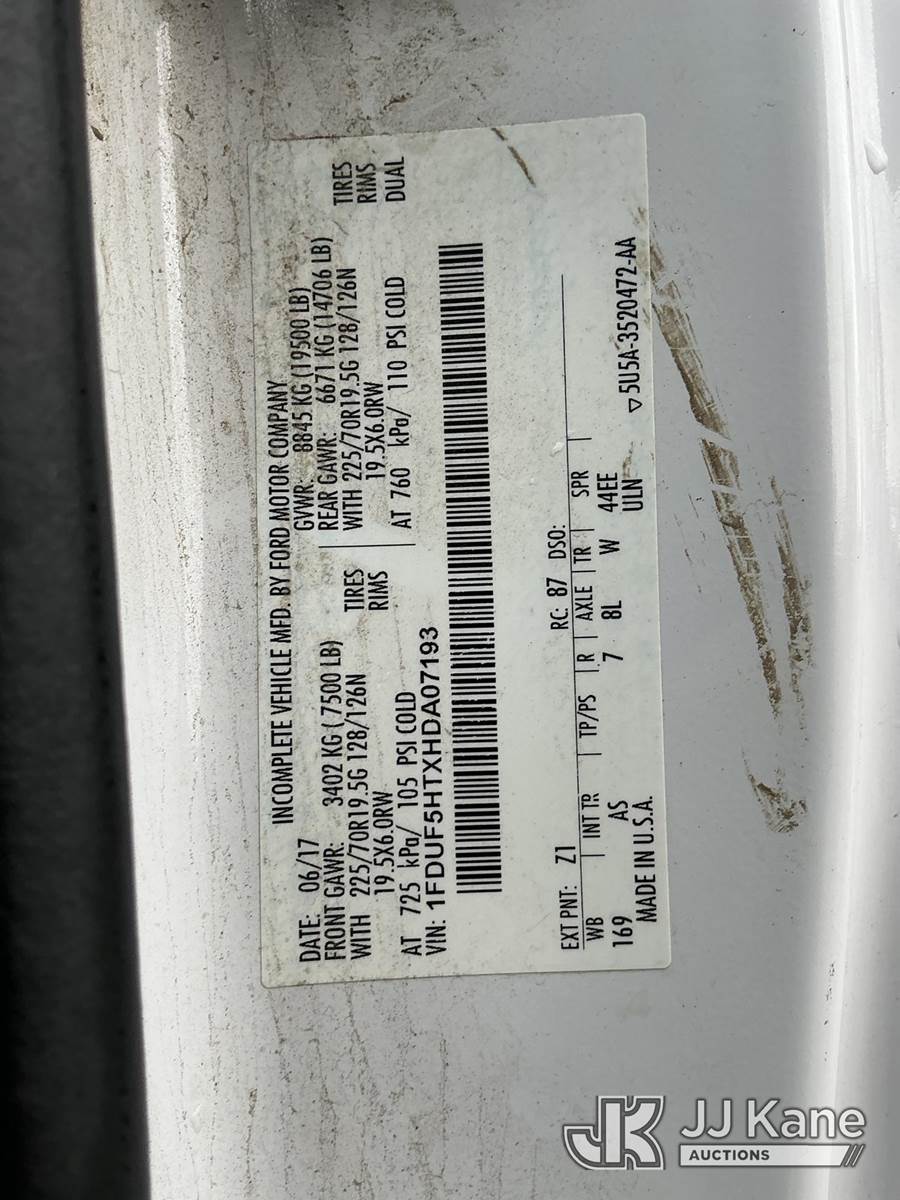 INCOMPLETE VEHICLE MFD. BY FORD MOTOR COMPANY
DATE: 06/17 GVWR: 8845 KG (19500 LB)
FRONT GAWR: 3402 KG (7500 LB) REAR GAWR: 6671 KG (14706 LB)
WITH 225/70R19.5G 128/126N TIRES WITH 225/70R19.5G 128/126N TIRES
19.5X6.0RW RIMS 19.5X6.0RW RIMS
AT 725 kPa/ 105 PSI COLD AT 760 kPa/ 110 PSI COLD DUAL
VIN: 1FDUF5HTXHDA07193
EXT PNT: Z1 RC: 87 DSO:
WB INT TR TP/PS R AXLE TR SPR
169 AS 7 8L W 44EE
MADE IN U.S.A. ULN
▽5U5A-3520472-AA
JK JJ Kane
AUCTIONS